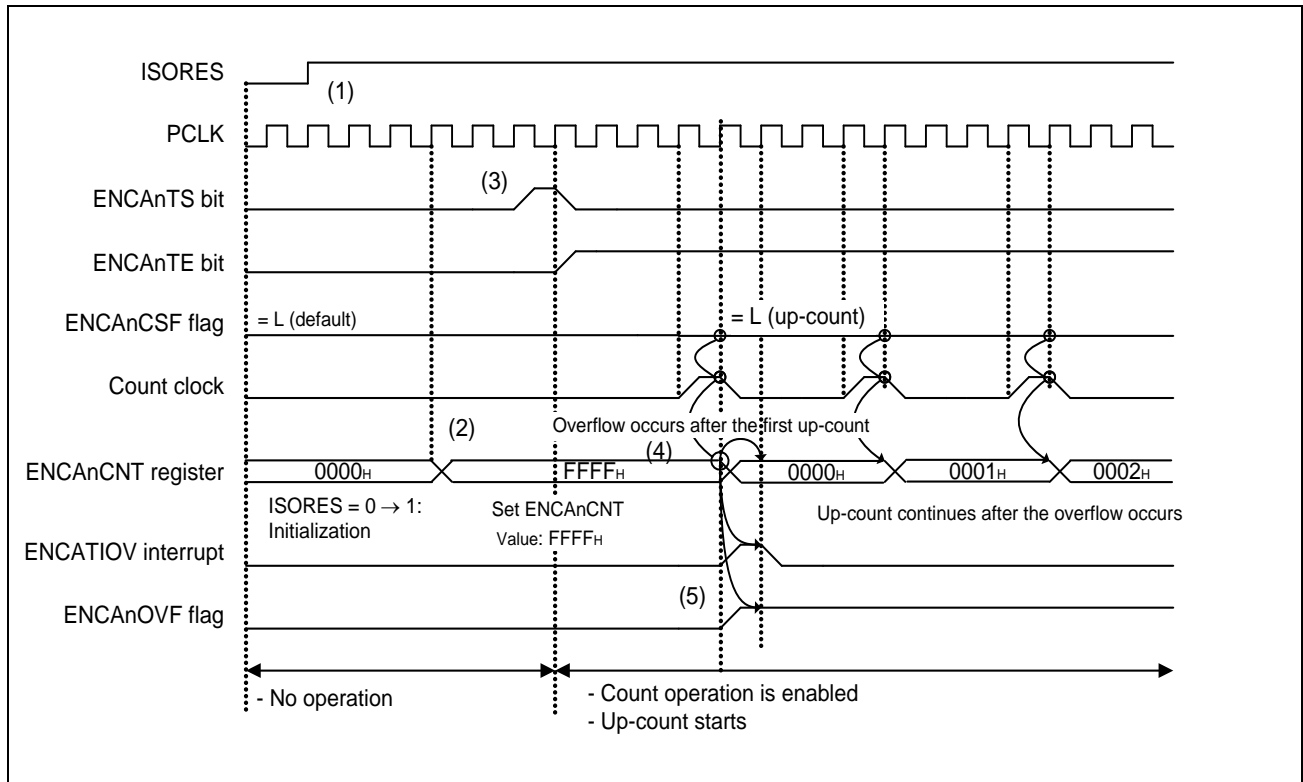 ISORES
(1)
PCLK
(3)
ENCAnTS bit
ENCAnTE bit
ENCAnCSF flag
= L (default)
= L (up-count)
Count clock
(2)
Overflow occurs after the first up-count
(4)
ENCAnCNT register
0000H
FFFFH
0000H
0001H
0002H
ISORES = 0 → 1:
Initialization
Set ENCAnCNT
Value: FFFFH
Up-count continues after the overflow occurs
ENCATIOV interrupt
(5)
ENCAnOVF flag
- No operation
- Count operation is enabled
- Up-count starts